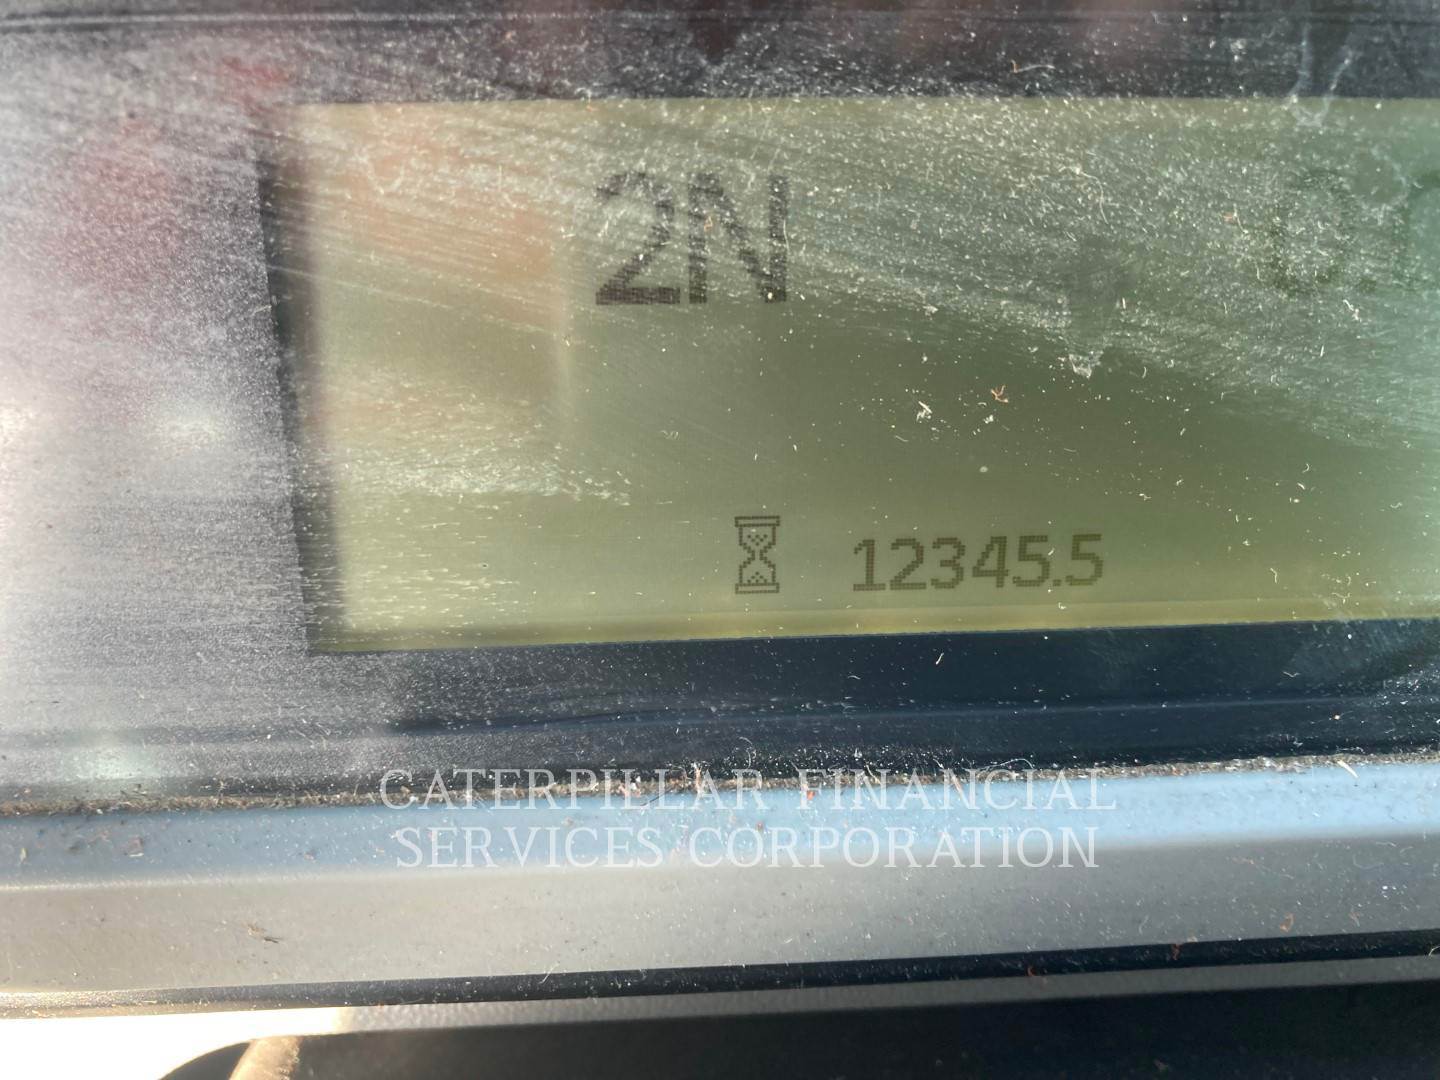 2N
12345.5
CATERPILLAR FINANCIAL
SERVICES CORPORATION